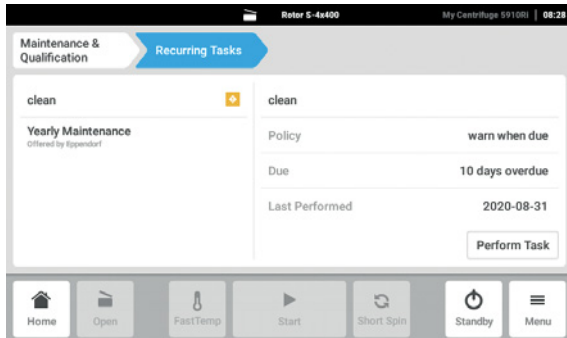 Rotor S-4x400
My Centrifuge 5910Ri | 08:28
Maintenance &
Qualification
Recurring Tasks
clean
Yearly Maintenance
Offered by Eppendorf
clean
Policy warn when due
Due 10 days overdue
Last Performed 2020-08-31
Perform Task
Home Open FastTemp Start Short Spin Standby Menu